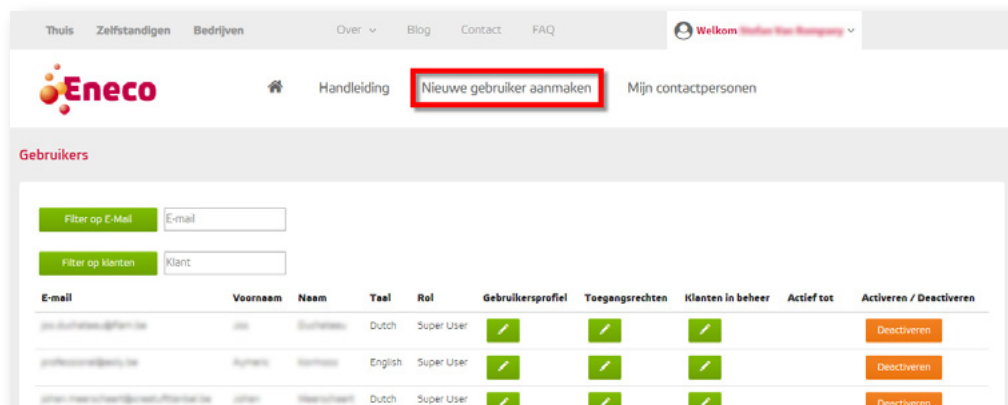 Thuis Zelfstandigen Bedrijven Over Blog Contact FAQ Welkom
Eneco Handleiding Nieuwe gebruiker aanmaken Mijn contactpersonen
Gebruikers
Filter op E-Mail E-mail
Filter op klanten Klant
E-mail Voornaam Naam Taal Rol Gebruikersprofiel Toegangsrechten Klanten in beheer Actief tot Activeren / Deactiveren
Dutch Super User Deactiveren
English Super User Deactiveren
Dutch Super User Deactiveren